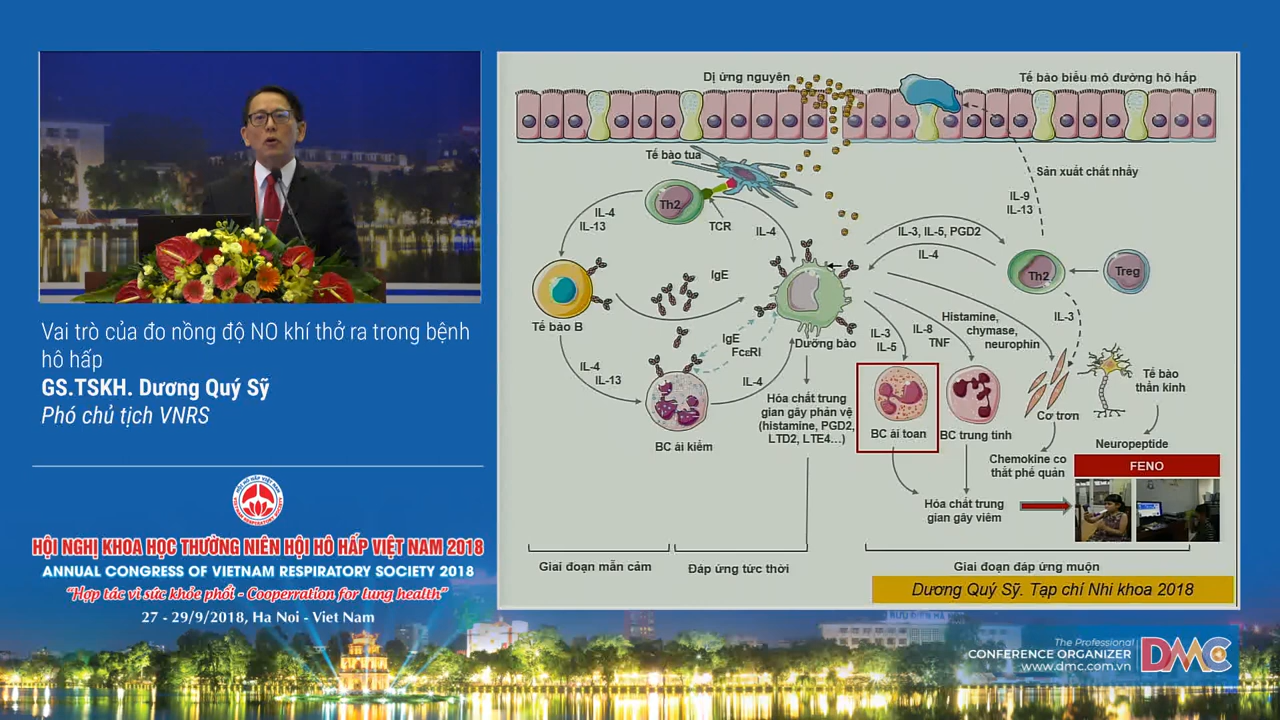 Vai trò của đo nồng độ NO khí thở ra trong bệnh
hô hấp
GS.TSKH. Dương Quý Sỹ
Phó chủ tịch VNRS
HỘI HÔ HẤP VIỆT NAM
HỘI NGHỊ KHOA HỌC THƯỜNG NIÊN HỘI HÔ HẤP VIỆT NAM 2018
ANNUAL CONGRESS OF VIETNAM RESPIRATORY SOCIETY 2018
"Hợp tác vì sức khỏe phổi - Cooperration for lung health"
27 - 29/9/2018, Ha Noi - Viet Nam
Dị ứng nguyên
Tế bào biểu mô đường hô hấp
Tế bào tua
Sản xuất chất nhầy
Th2
TCR
IL-4
IL-13
IL-4
IL-9
IL-13
IL-3, IL-5, PGD2
IL-4
Th2
Treg
IgE
Tế bào B
IgE
FcεRI
Dưỡng bào
IL-3
IL-5
IL-8
TNF
Histamine,
chymase,
neurophin
IL-3
IL-4
IL-13
IL-4
BC ái kiềm
Hóa chất trung
gian gây phản vệ
(histamine, PGD2,
LTD2, LTE4…)
BC ái toan
BC trung tính
Cơ trơn
Tế bào
thần kinh
Neuropeptide
Chemokine co
thắt phế quản
FENO
Hóa chất trung
gian gây viêm
Giai đoạn mẫn cảm
Đáp ứng tức thời
Giai đoạn đáp ứng muộn
Dương Quý Sỹ. Tạp chí Nhi khoa 2018
The Professional
CONFERENCE ORGANIZER
www.dmc.com.vn
DMC